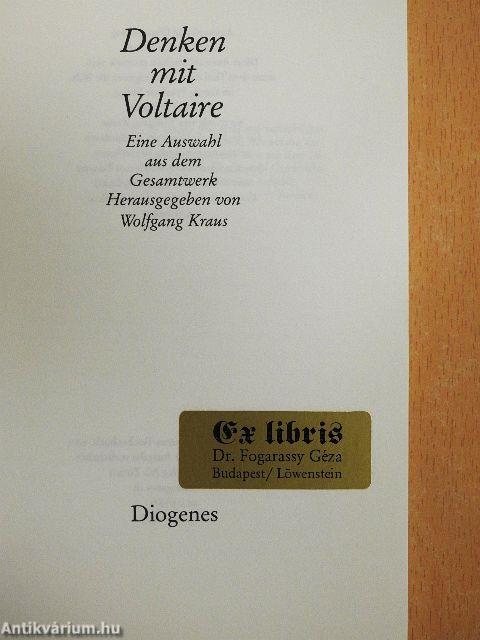 Denken
mit
Voltaire
Eine Auswahl
aus dem
Gesamtwerk
Herausgegeben von
Wolfgang Kraus
Ex libris
Dr. Fogarassy Géza
Budapest/Löwenstein
Diogenes
Antikvárium.hu